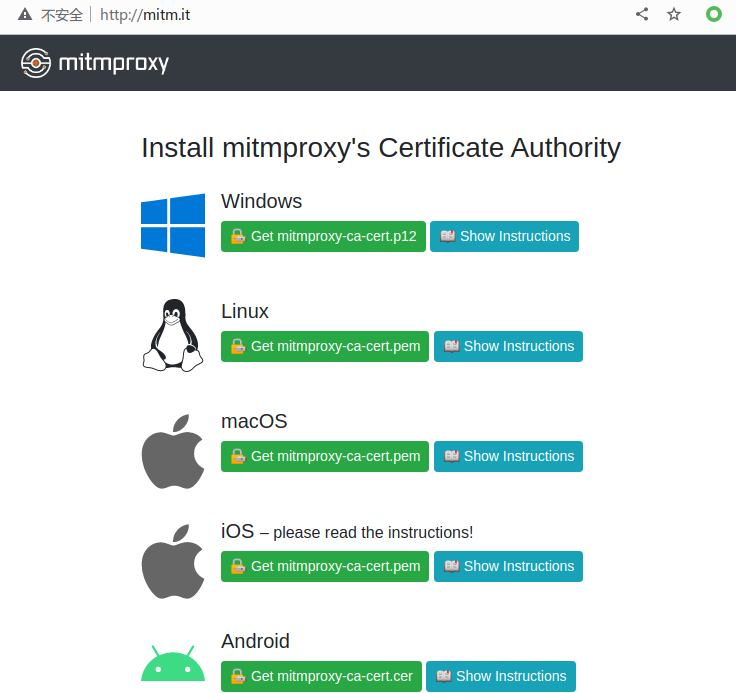 不安全 http://mitm.it
mitmproxy
Install mitmproxy's Certificate Authority
Windows
Get mitmproxy-ca-cert.p12 Show Instructions
Linux
Get mitmproxy-ca-cert.pem Show Instructions
macOS
Get mitmproxy-ca-cert.pem Show Instructions
iOS – please read the instructions!
Get mitmproxy-ca-cert.pem Show Instructions
Android
Get mitmproxy-ca-cert.cer Show Instructions